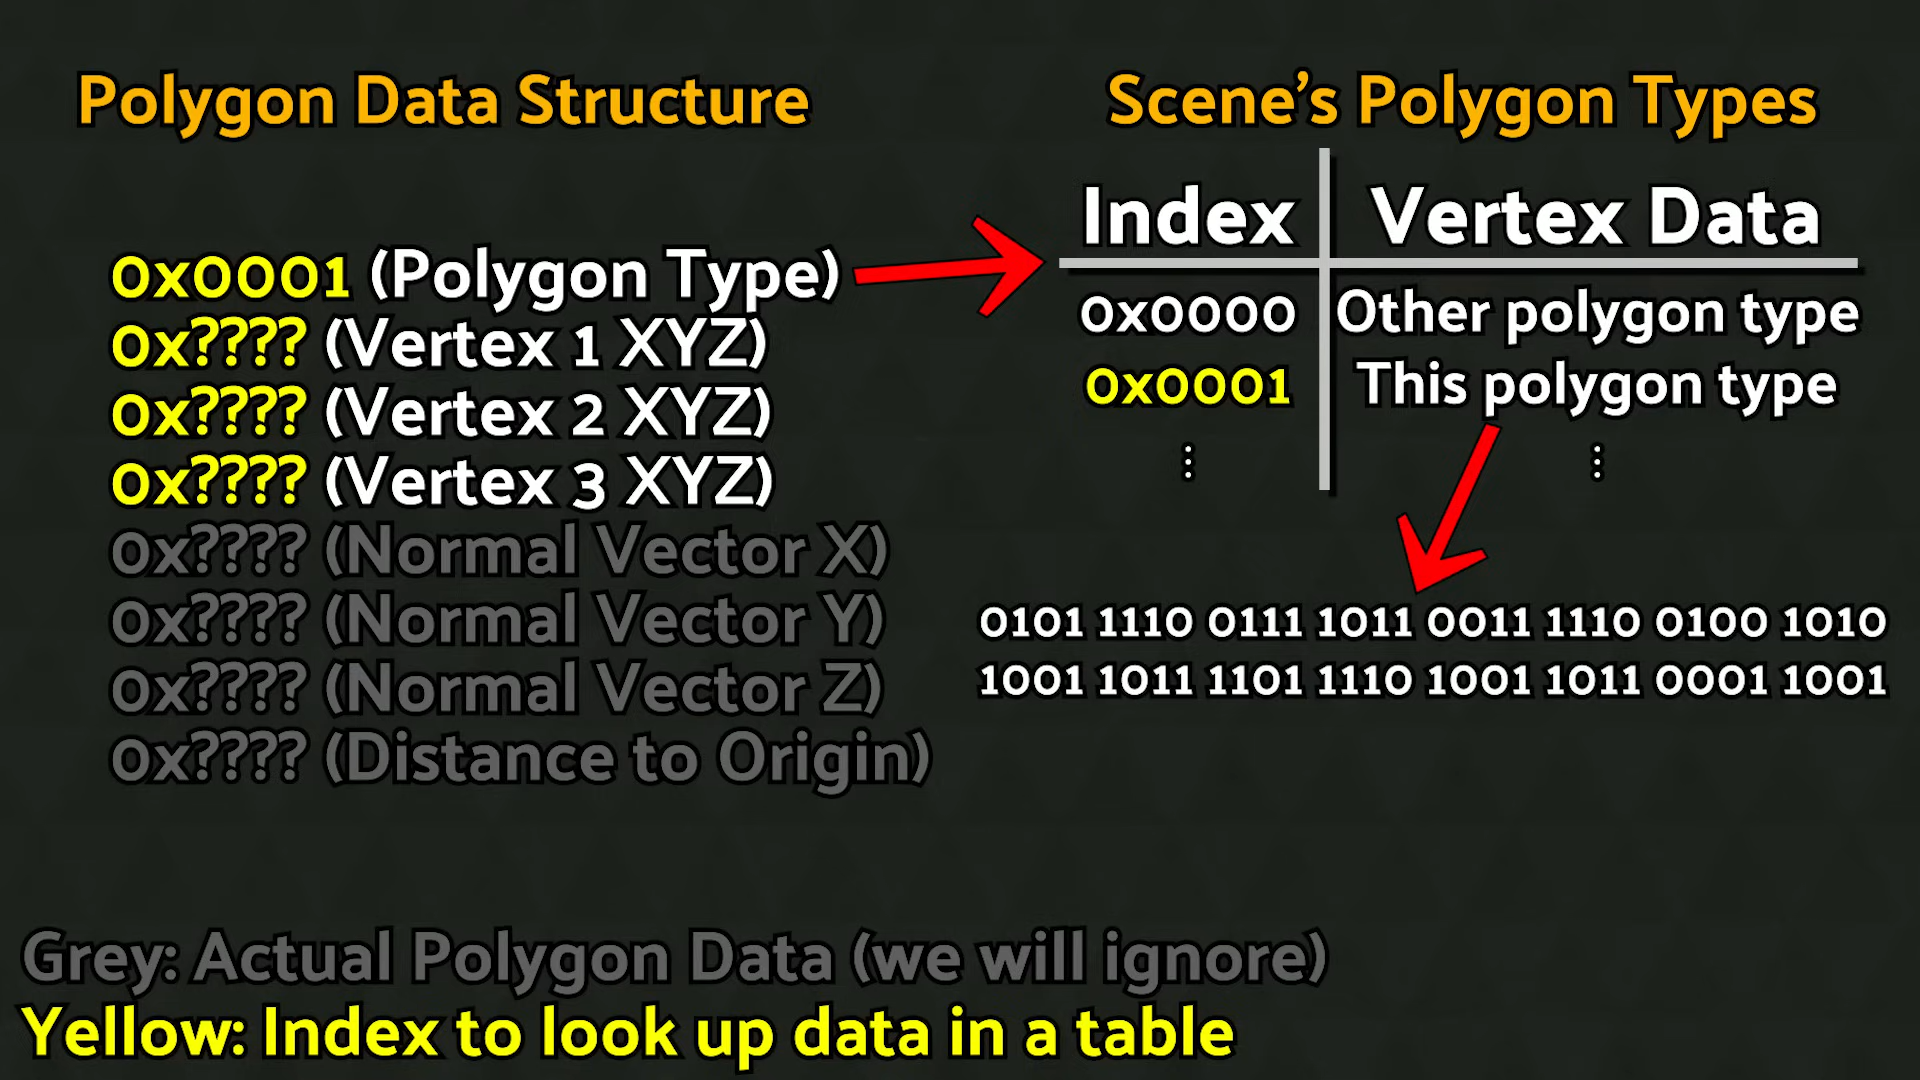 Polygon Data Structure
0x0001 (Polygon Type)
0x???? (Vertex 1 XYZ)
0x???? (Vertex 2 XYZ)
0x???? (Vertex 3 XYZ)
0x???? (Normal Vector X)
0x???? (Normal Vector Y)
0x???? (Normal Vector Z)
0x???? (Distance to Origin)
Scene's Polygon Types
Index Vertex Data
0x0000 Other polygon type
0x0001 This polygon type
⋮ ⋮
0101 1110 0111 1011 0011 1110 0100 1010
1001 1011 1101 1110 1001 1011 0001 1001
Grey: Actual Polygon Data (we will ignore)
Yellow: Index to look up data in a table